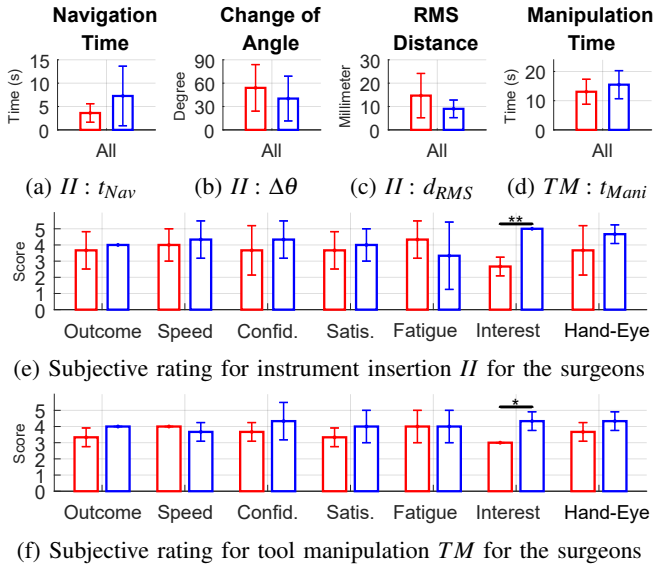 Navigation Time
Change of Angle
RMS Distance
Manipulation Time
Time (s)
15
10
5
0
All
Degree
90
60
30
0
All
Millimeter
30
20
10
0
All
Time (s)
20
10
0
All
(a) II : tNav
(b) II : Δθ
(c) II : dRMS
(d) TM : tMani
Score
5
4
3
2
1
0
**
Outcome Speed Confid. Satis. Fatigue Interest Hand-Eye
(e) Subjective rating for instrument insertion II for the surgeons
Score
5
4
3
2
1
0
*
Outcome Speed Confid. Satis. Fatigue Interest Hand-Eye
(f) Subjective rating for tool manipulation TM for the surgeons